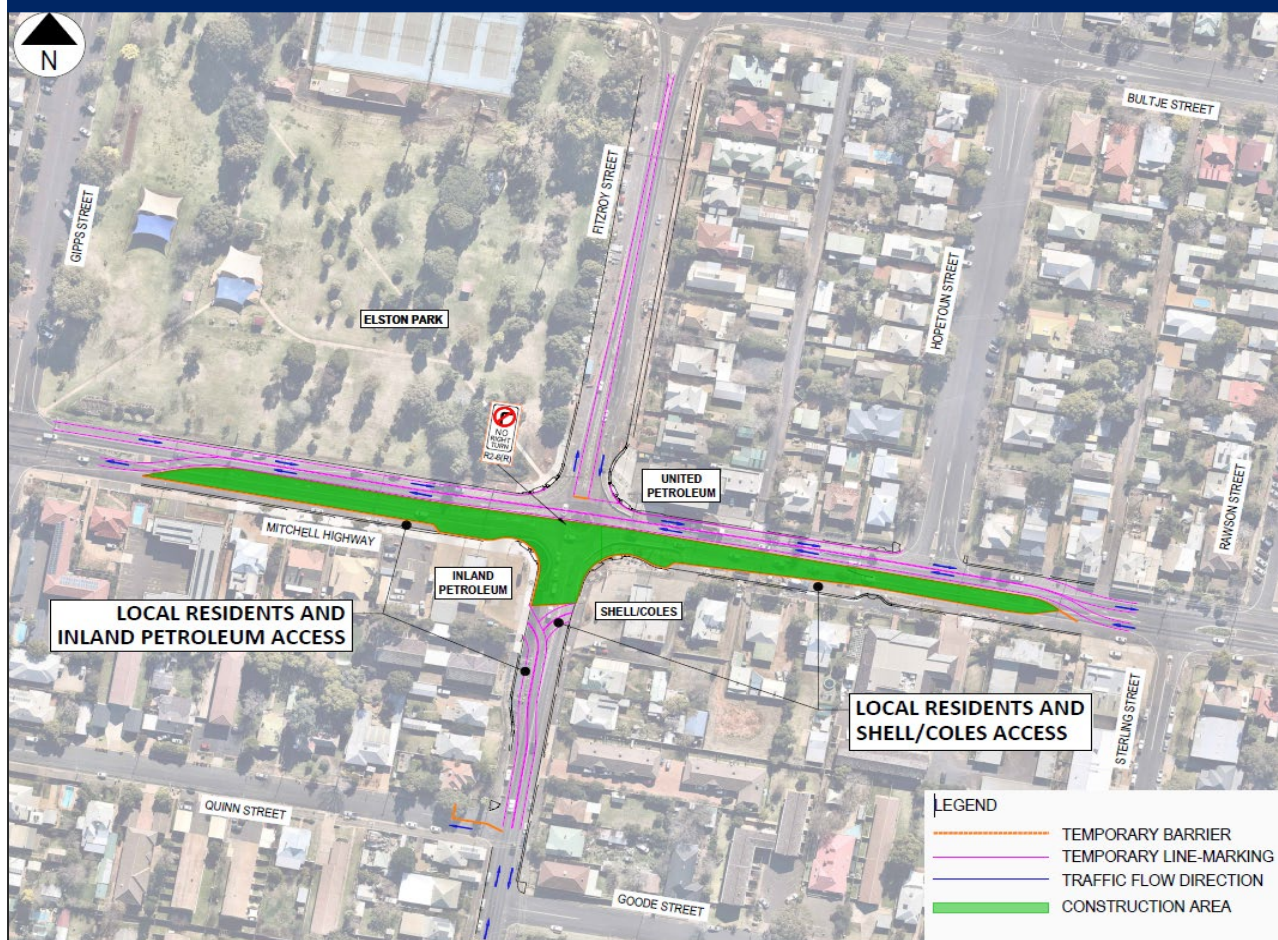 N
BULTJE STREET
GIPPS STREET
FITZROY STREET
HOPETOUN STREET
RAWSON STREET
ELSTON PARK
NO
RIGHT
TURN
R2-6(R)
UNITED
PETROLEUM
MITCHELL HIGHWAY
INLAND
PETROLEUM
SHELL/COLES
LOCAL RESIDENTS AND
INLAND PETROLEUM ACCESS
LOCAL RESIDENTS AND
SHELL/COLES ACCESS
STERLING STREET
QUINN STREET
GOODE STREET
LEGEND
TEMPORARY BARRIER
TEMPORARY LINE-MARKING
TRAFFIC FLOW DIRECTION
CONSTRUCTION AREA